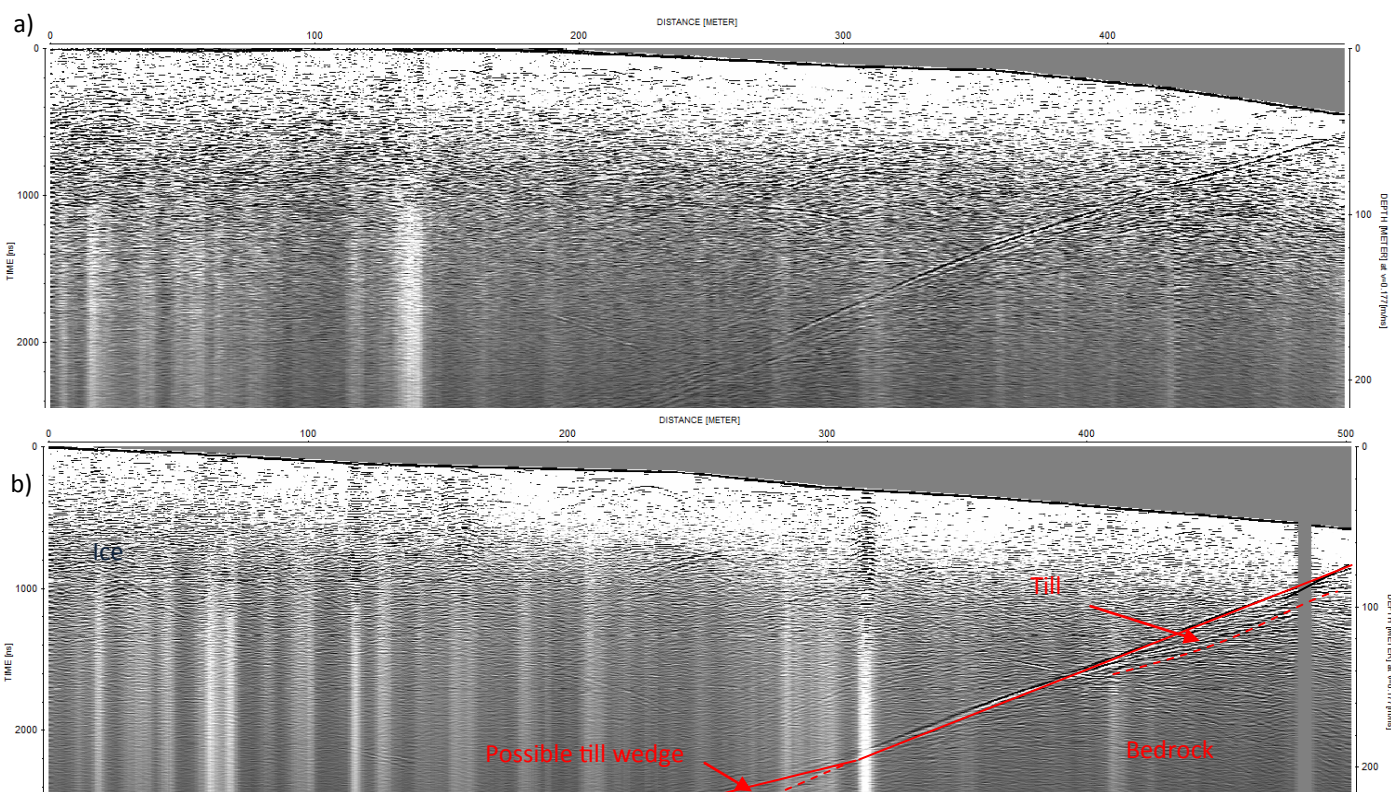 a)
DISTANCE [METER]
0 100 200 300 400
0
1000
2000
TIME [ns]
0
100
200
DEPTH [METER] at v=0.177[m/ns]
DISTANCE [METER]
0 100 200 300 400 500
b)
0
1000
2000
TIME [ns]
0
100
200
Ice
Till
Possible till wedge
Bedrock